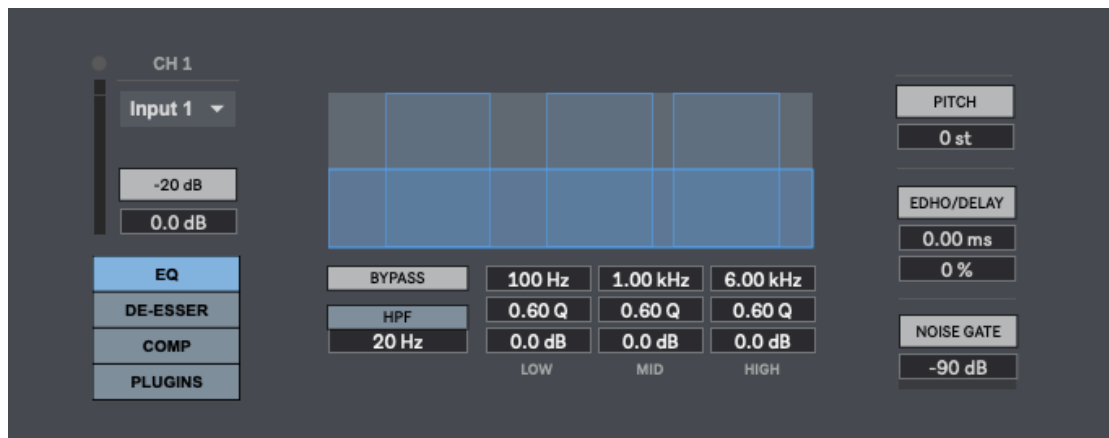 CH 1
Input 1
-20 dB
0.0 dB
EQ
DE-ESSER
COMP
PLUGINS
BYPASS
HPF
20 Hz
100 Hz 1.00 kHz 6.00 kHz
0.60 Q 0.60 Q 0.60 Q
0.0 dB 0.0 dB 0.0 dB
LOW MID HIGH
PITCH
0 st
EDHO/DELAY
0.00 ms
0 %
NOISE GATE
-90 dB